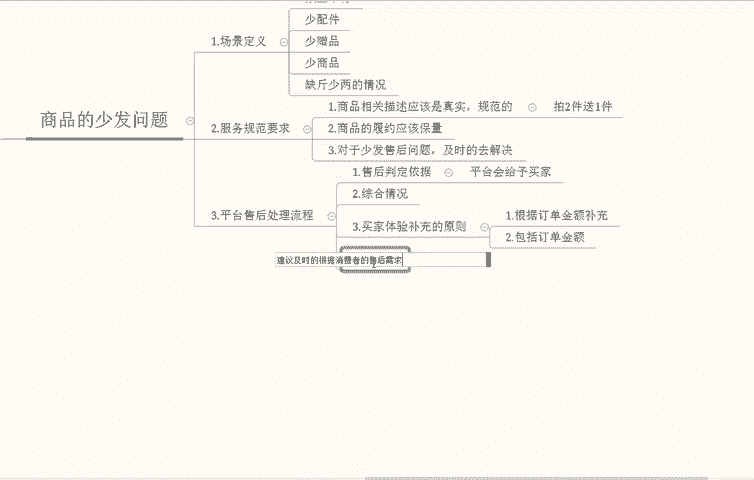 少配件
1.场景定义
少赠品
少商品
缺斤少两的情况
商品的少发问题
2.服务规范要求
1.商品相关描述应该是真实，规范的
拍2件送1件
2.商品的履约应该保量
3.对于少发售后问题，及时的去解决
3.平台售后处理流程
1.售后判定依据
平台会给予买家
2.综合情况
3.买家体验补充的原则
1.根据订单金额补充
2.包括订单金额
建议及时的根据消费者的售后需求